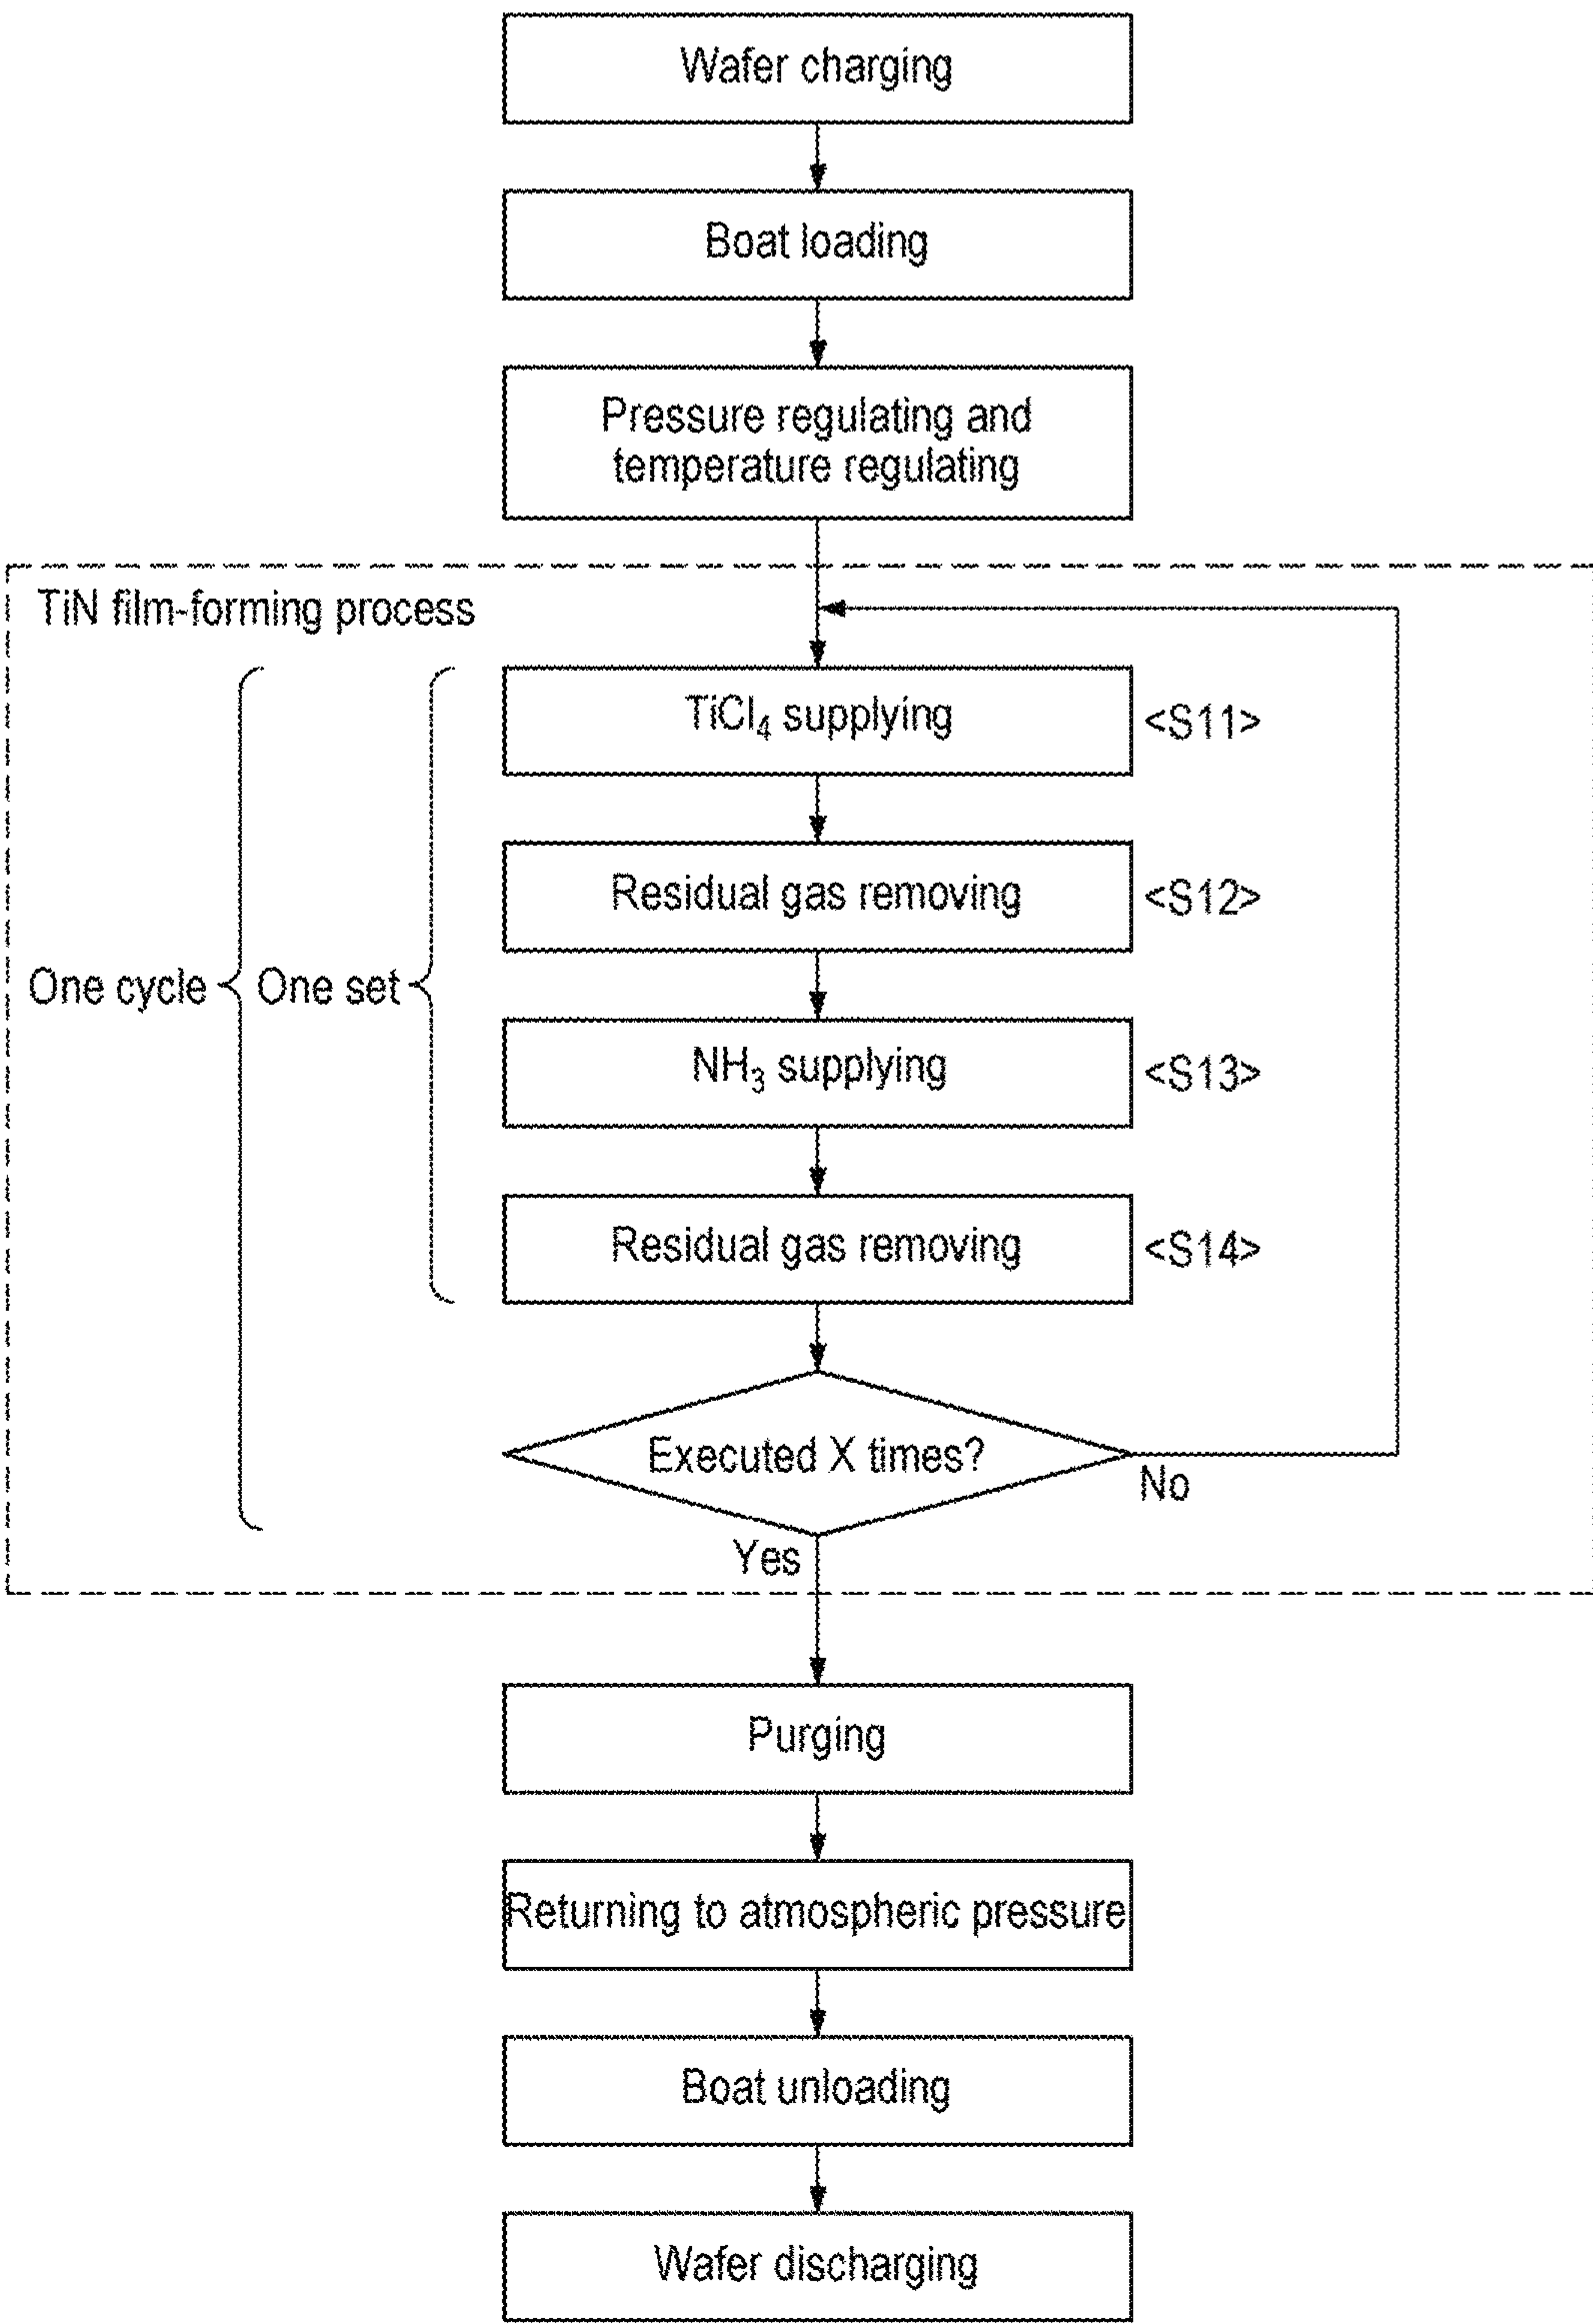 Wafer charging
Boat loading
Pressure regulating and
temperature regulating
TiN film-forming process
TiCl₄ supplying
<S11>
Residual gas removing
<S12>
One cycle
One set
NH₃ supplying
<S13>
Residual gas removing
<S14>
Executed X times?
No
Yes
Purging
Returning to atmospheric pressure
Boat unloading
Wafer discharging